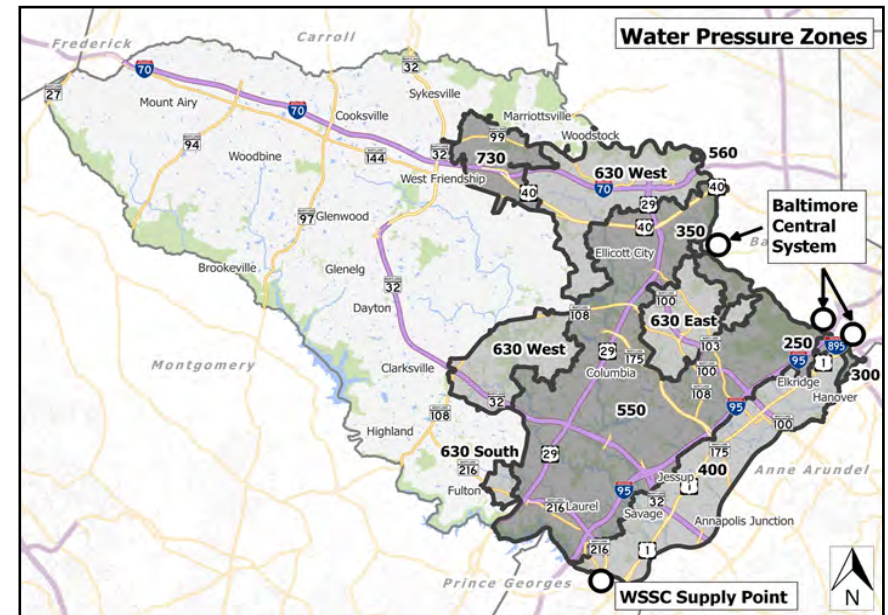 Water Pressure Zones
Frederick
Carroll
70
32
27
Mount Airy
Sykesville
70
Cooksville
Marriottsville
99
Woodstock
94
144
32
730
560
Woodbine
West Friendship
630 West
70
40
40
29
97
Glenwood
40
350
Baltimore
Central
System
Ellicott City
Brookeville
Glenelg
32
100
Dayton
108
630 East
630 West
29
175
103
250
895
Montgomery
Clarksville
Columbia
100
95
1
300
Elkridge
32
108
Hanover
108
550
95
100
Highland
630 South
175
29
400
216
Jessup
1
Anne Arundel
Fulton
95
32
216
Laurel
Savage
Annapolis Junction
216
1
Prince Georges
WSSC Supply Point
N